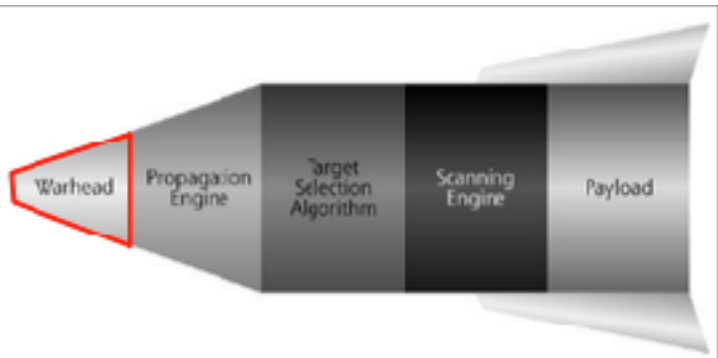 Warhead
Propagation
Engine
Target
Selection
Algorithm
Scanning
Engine
Payload